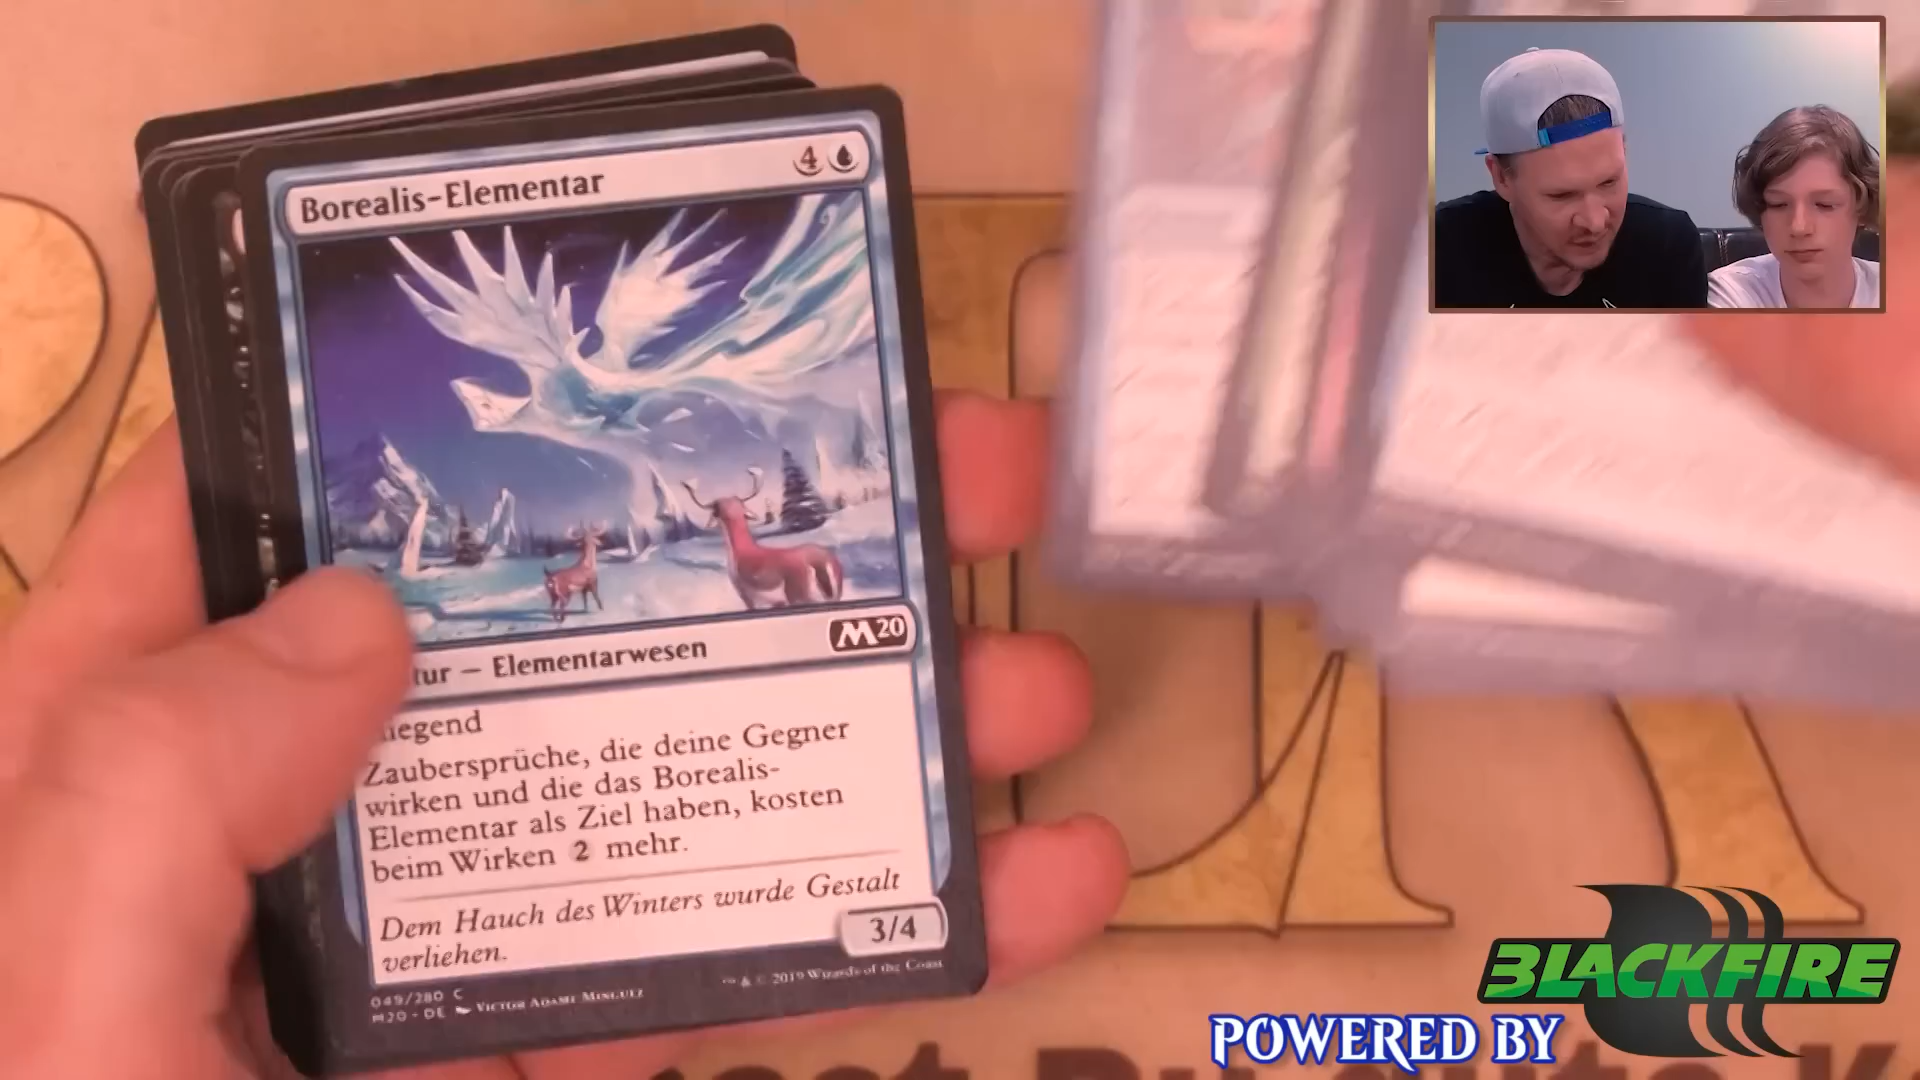 Borealis-Elementar
4
tur — Elementarwesen
M20
iegend
Zaubersprüche, die deine Gegner
wirken und die das Borealis-
Elementar als Ziel haben, kosten
beim Wirken 2 mehr.
Dem Hauch des Winters wurde Gestalt
verliehen.
3/4
049/280 C
M20 • DE VICTOR ADAME MINGUEZ
™ & © 2019 Wizards of the Coast
BLACKFIRE
POWERED BY